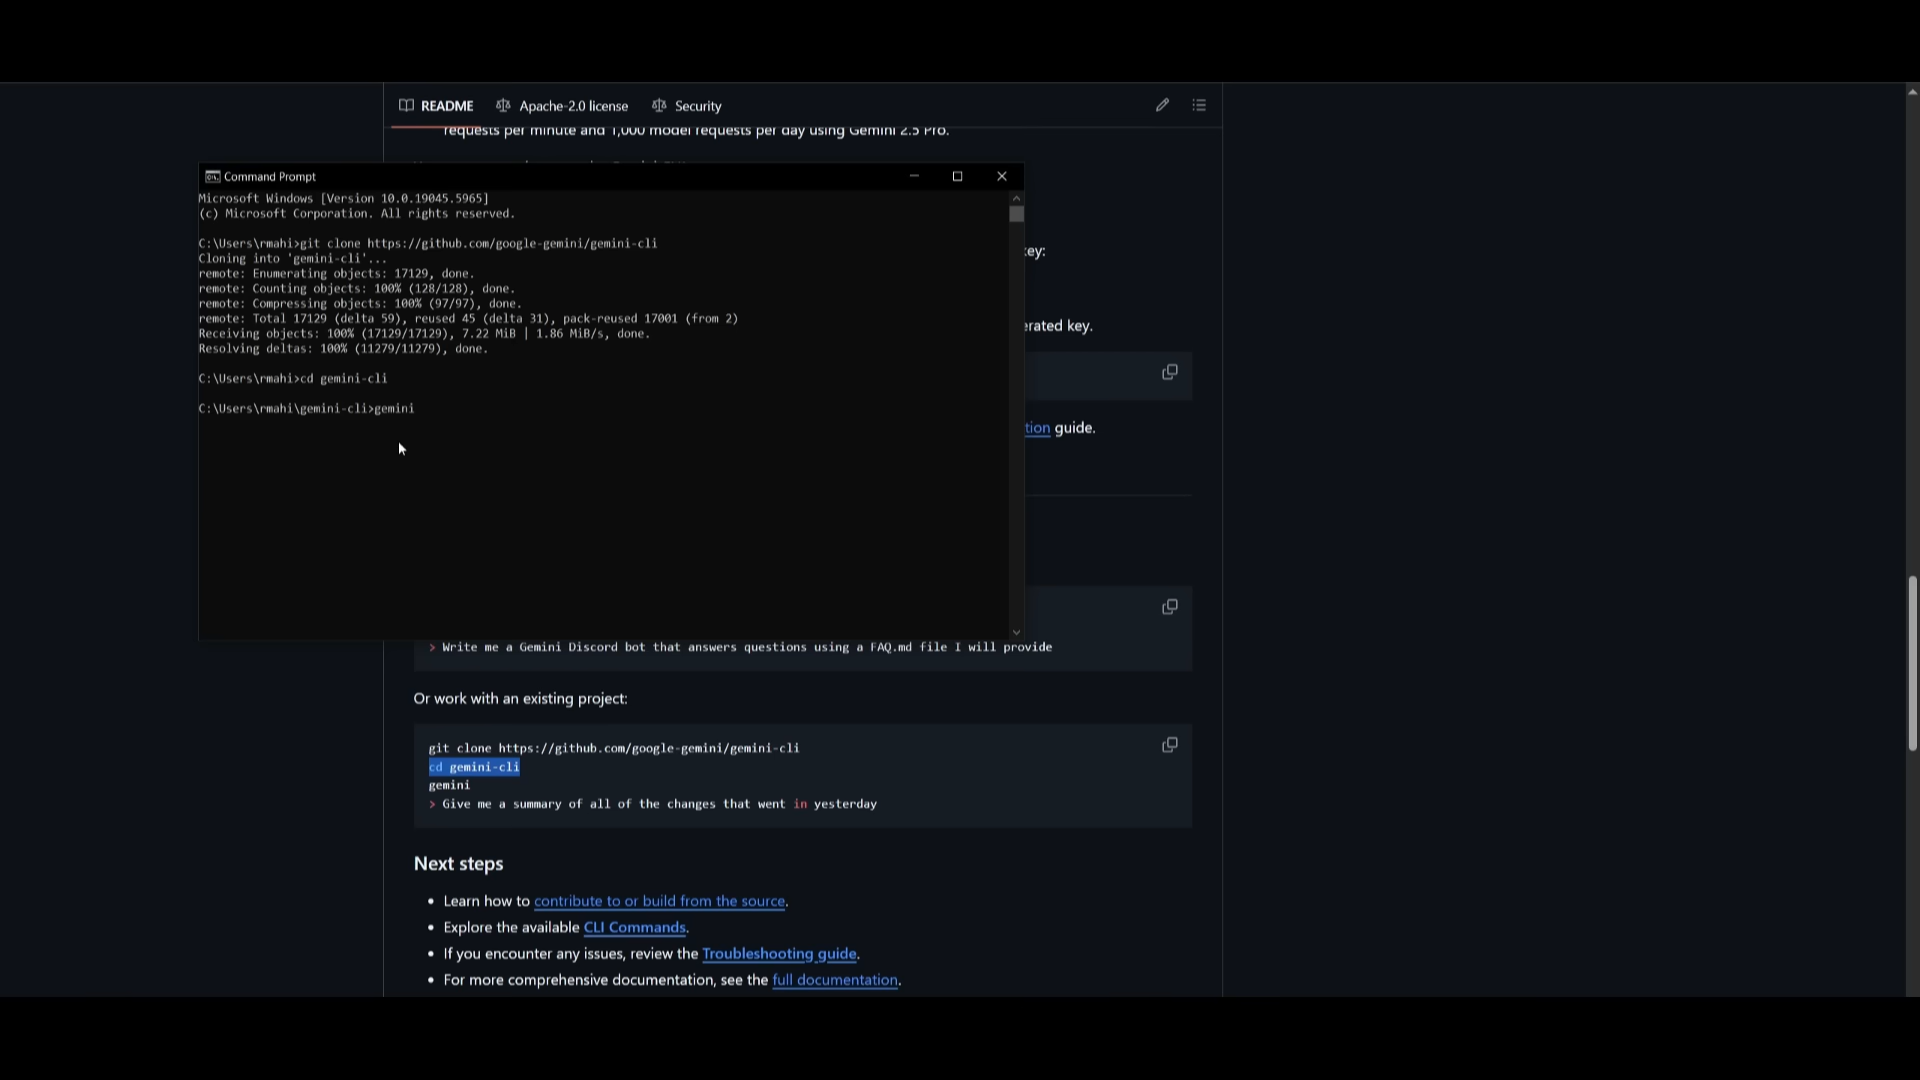 README
Apache-2.0 license
Security
requests per minute and 1,000 model requests per day using Gemini 2.5 Pro.
Command Prompt
Microsoft Windows [Version 10.0.19045.5965]
(c) Microsoft Corporation. All rights reserved.
C:\Users\rmahi>git clone https://github.com/google-gemini/gemini-cli
Cloning into 'gemini-cli'...
remote: Enumerating objects: 17129, done.
remote: Counting objects: 100% (128/128), done.
remote: Compressing objects: 100% (97/97), done.
remote: Total 17129 (delta 59), reused 45 (delta 31), pack-reused 17001 (from 2)
Receiving objects: 100% (17129/17129), 7.22 MiB | 1.86 MiB/s, done.
Resolving deltas: 100% (11279/11279), done.
C:\Users\rmahi>cd gemini-cli
C:\Users\rmahi\gemini-cli>gemini
ey:
erated key.
tion guide.
> Write me a Gemini Discord bot that answers questions using a FAQ.md file I will provide
Or work with an existing project:
git clone https://github.com/google-gemini/gemini-cli
cd gemini-cli
gemini
> Give me a summary of all of the changes that went in yesterday
Next steps
• Learn how to contribute to or build from the source.
• Explore the available CLI Commands.
• If you encounter any issues, review the Troubleshooting guide.
• For more comprehensive documentation, see the full documentation.